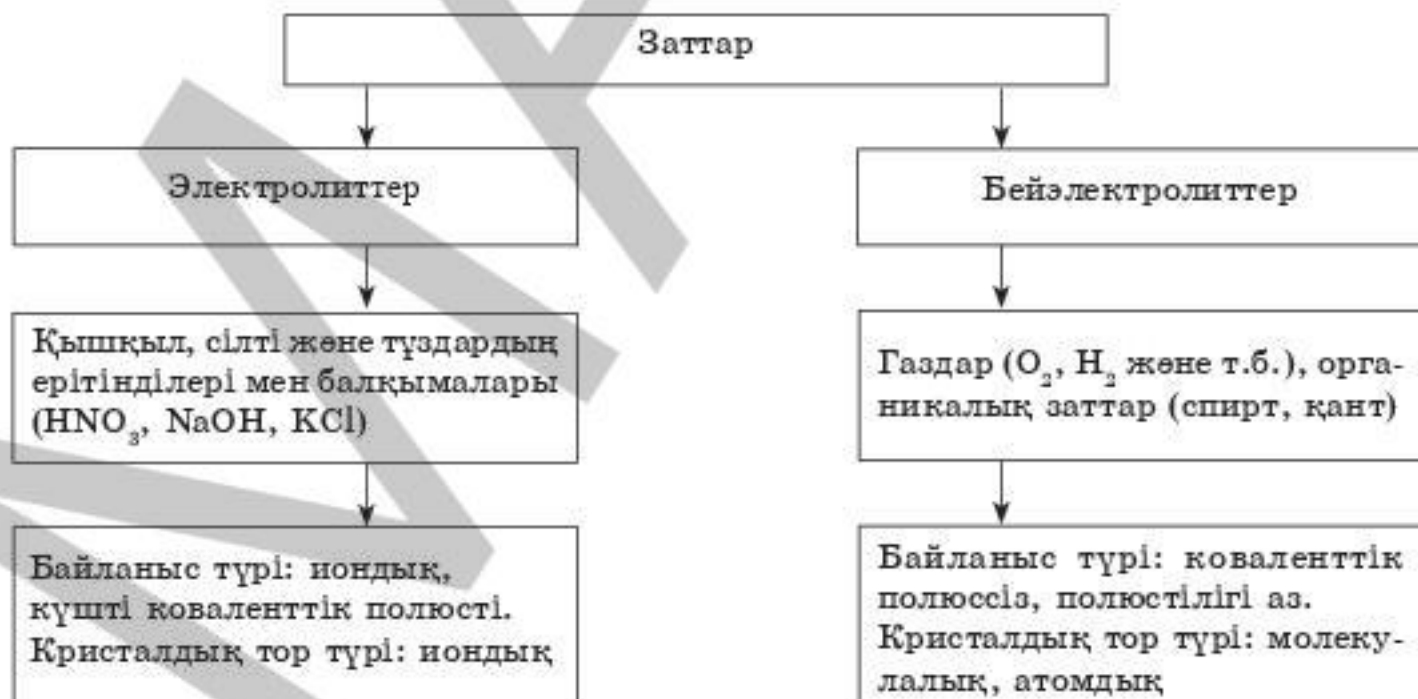 Заттар
Электролиттер
Бейэлектролиттер
Қышқыл, сілті және тұздардың
ерітінділері мен балқымалары
(HNO₃, NaOH, KCl)
Газдар (O₂, H₂ және т.б.), орга-
никалық заттар (спирт, қант)
Байланыс түрі: иондық,
күшті коваленттік полюсті.
Кристалдық тор түрі: иондық
Байланыс түрі: коваленттік
полюссіз, полюстілігі аз.
Кристалдық тор түрі: молеку-
лалық, атомдық